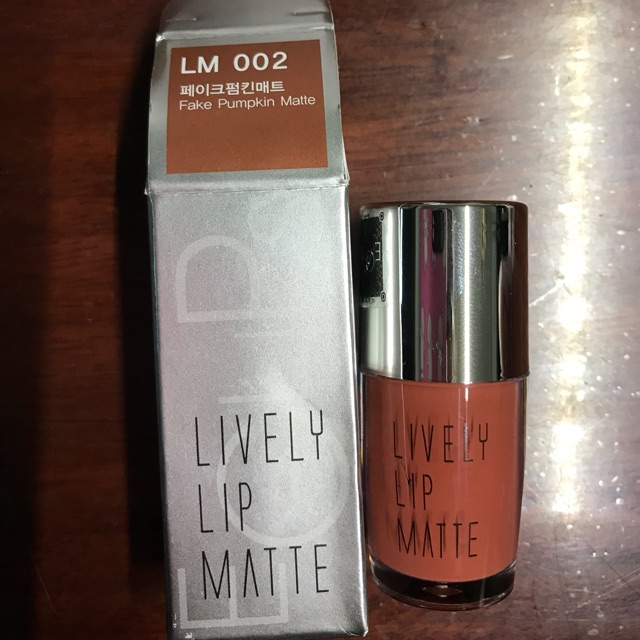 LM 002
페이크펌킨매트
Fake Pumpkin Matte
LIVELY
LIP
MATTE
LIVELY
LIP
MATTE